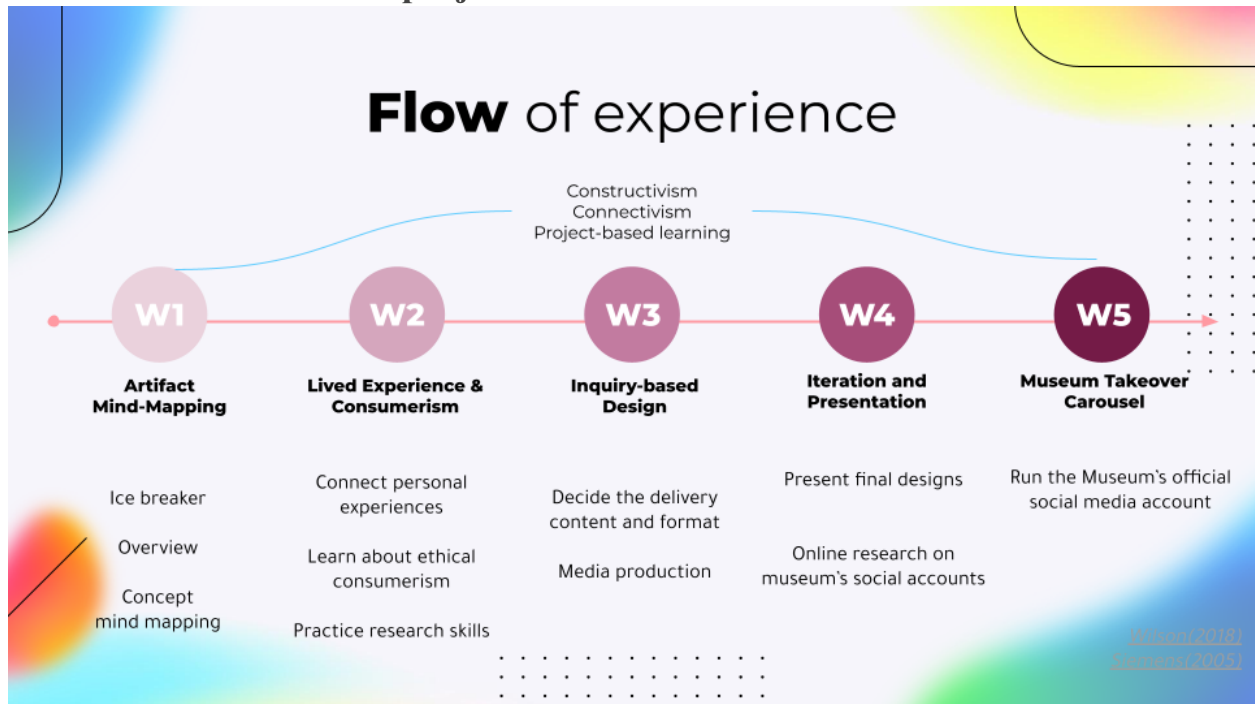 Flow of experience
Constructivism
Connectivism
Project-based learning
W1
W2
W3
W4
W5
Artifact
Mind-Mapping
Lived Experience &
Consumerism
Inquiry-based
Design
Iteration and
Presentation
Museum Takeover
Carousel
Ice breaker
Overview
Concept
mind mapping
Connect personal
experiences
Learn about ethical
consumerism
Practice research skills
Decide the delivery
content and format
Media production
Present final designs
Online research on
museum's social accounts
Run the Museum's official
social media account
(2018)
Siemens(2005)